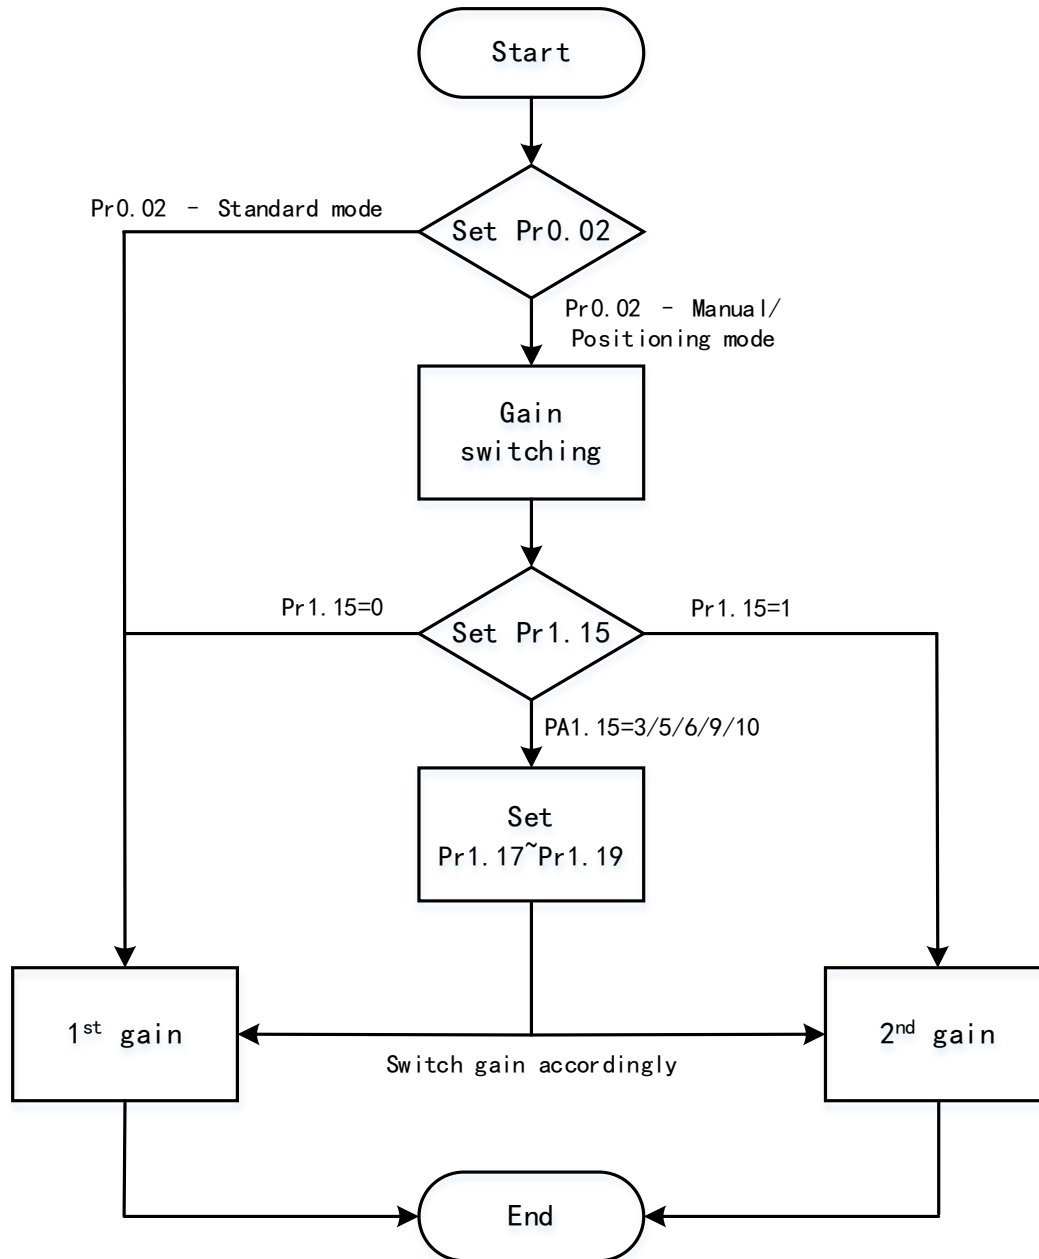 Start
Pr0.02 - Standard mode
Set Pr0.02
Pr0.02 - Manual/
Positioning mode
Gain
switching
Pr1.15=0
Set Pr1.15
Pr1.15=1
PA1.15=3/5/6/9/10
Set
Pr1.17~Pr1.19
1st gain
2nd gain
Switch gain accordingly
End